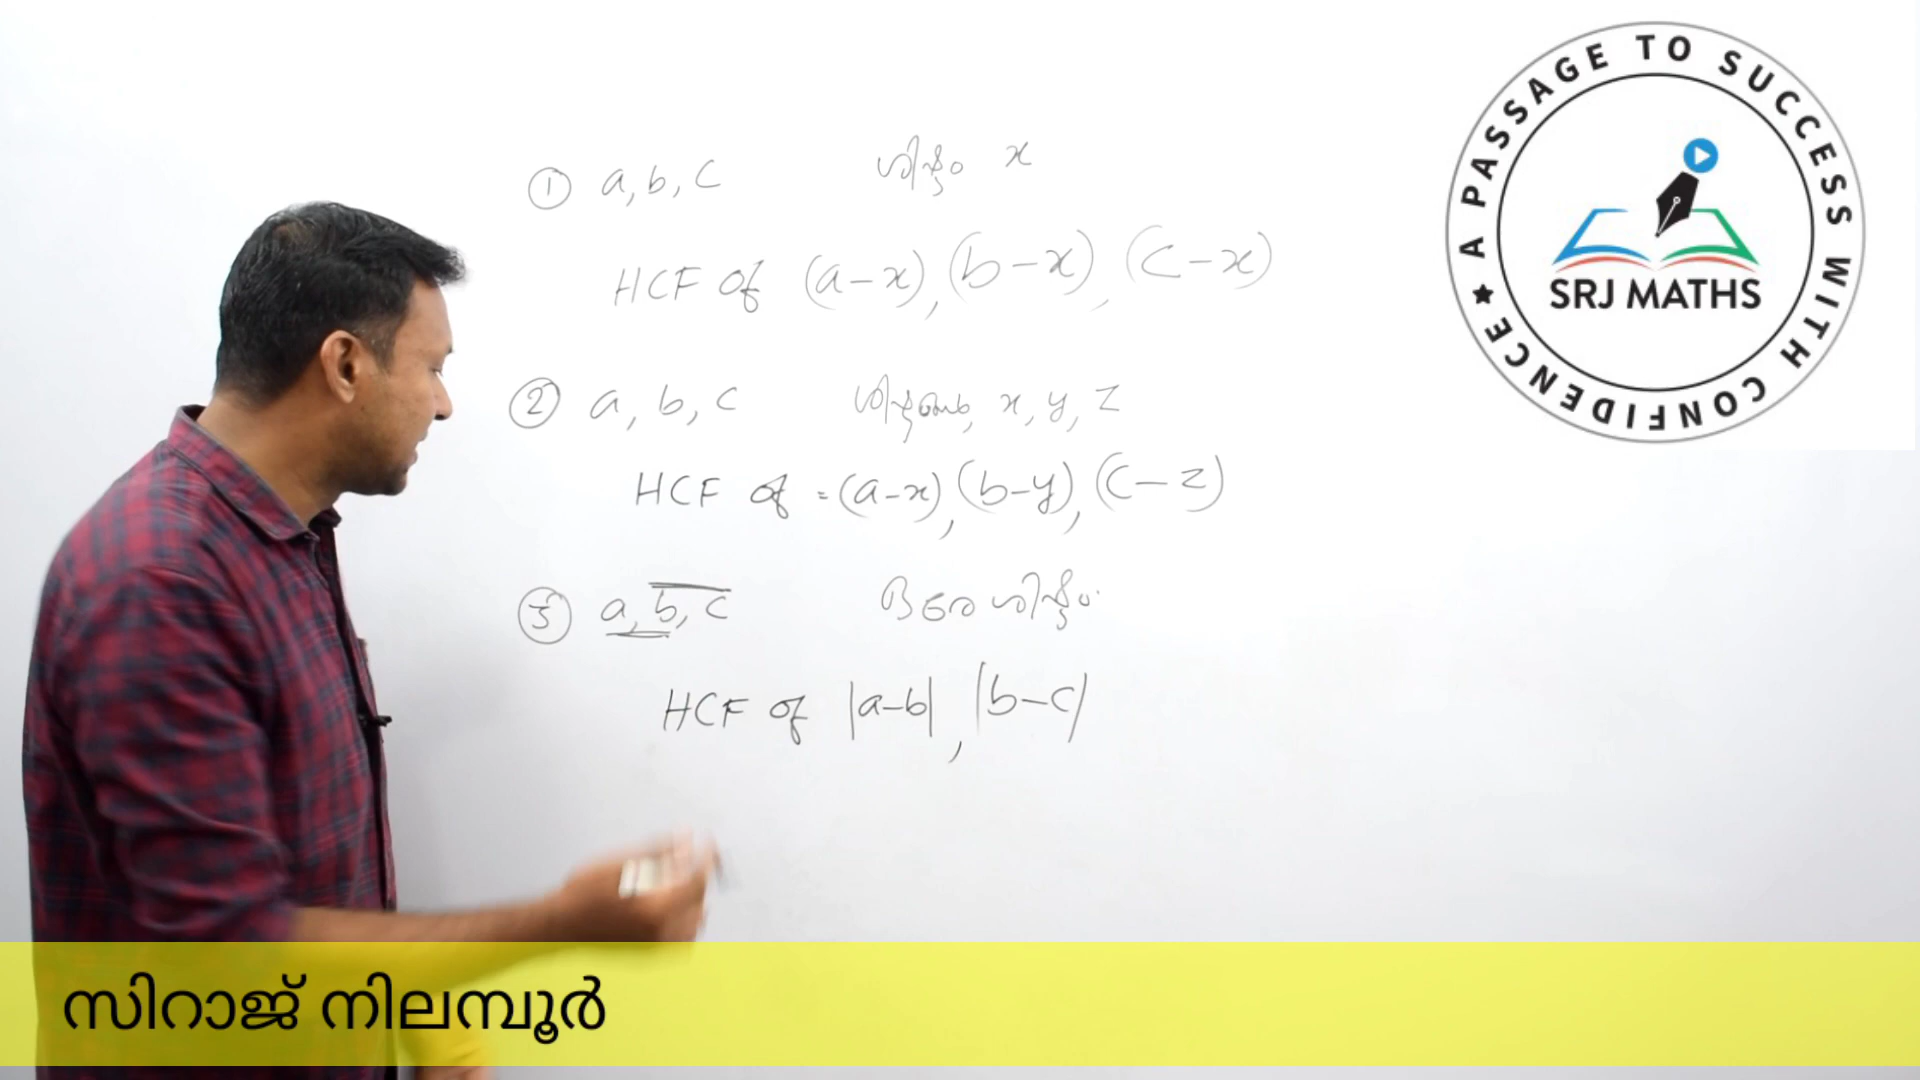 ① a, b, c ശിഷ്ടം x
HCF of (a-x), (b-x), (c-x)
② a, b, c ശിഷ്ടങ്ങൾ, x, y, z
HCF of = (a-x), (b-y), (c-z)
③ a, b, c ഒരേ ശിഷ്ടം
HCF of |a-b|, |b-c|
A PASSAGE TO SUCCESS WITH CONFIDENCE ★
SRJ MATHS
സിറാജ് നിലമ്പൂർ